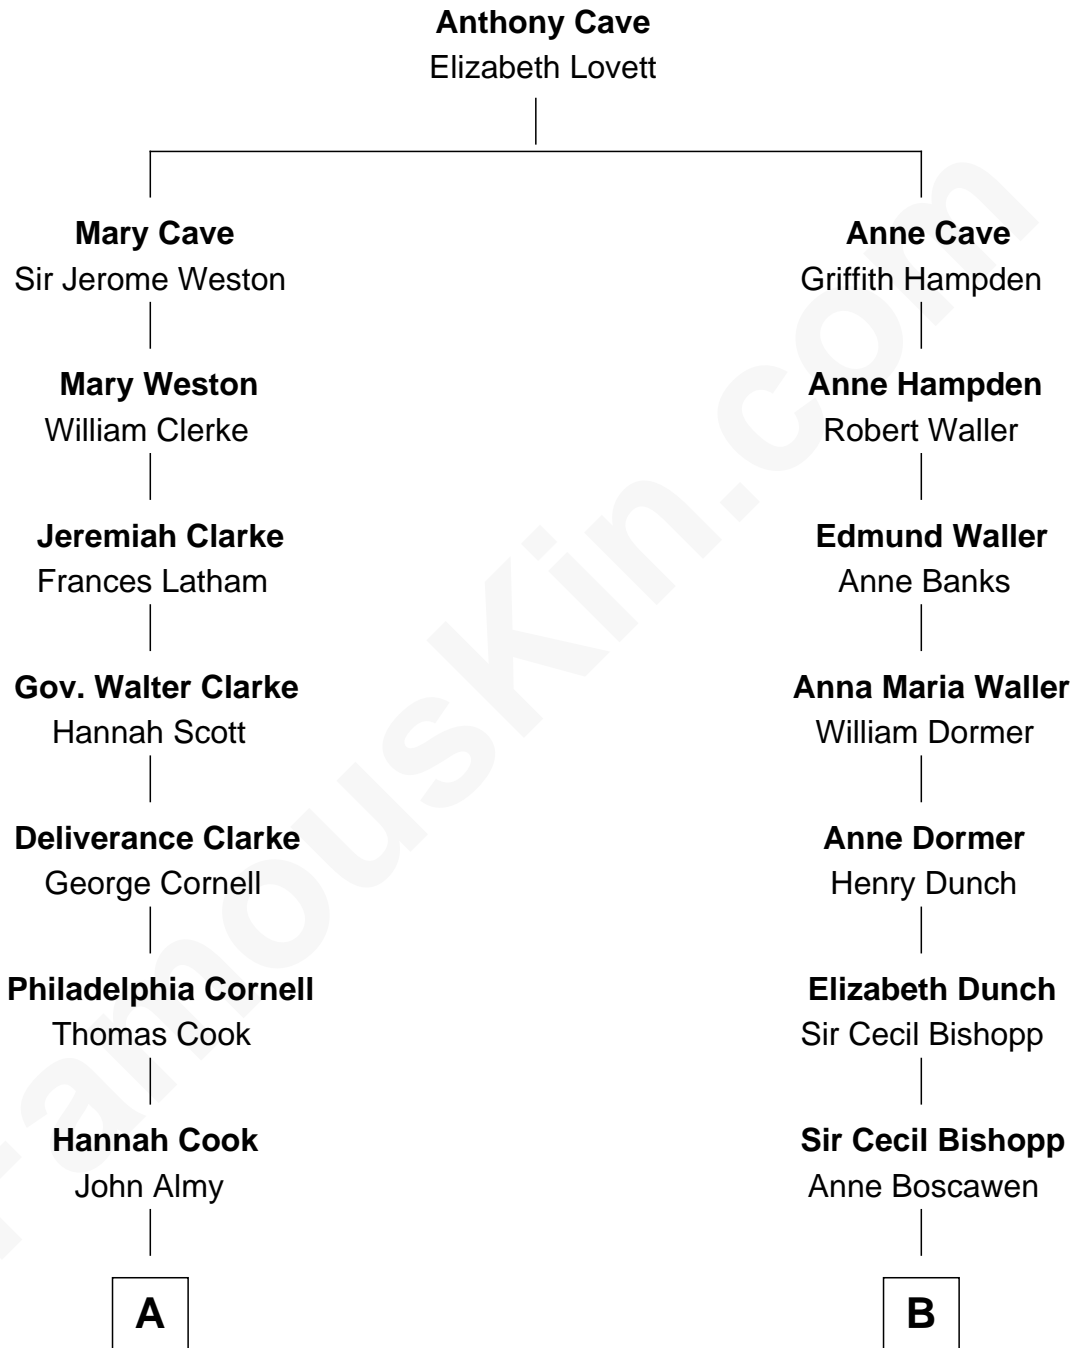 Anthony Cave
Elizabeth Lovett
Mary Cave
Sir Jerome Weston
Anne Cave
Griffith Hampden
Mary Weston
William Clerke
Anne Hampden
Robert Waller
Jeremiah Clarke
Frances Latham
Edmund Waller
Anne Banks
Gov. Walter Clarke
Hannah Scott
Anna Maria Waller
William Dormer
Deliverance Clarke
George Cornell
Anne Dormer
Henry Dunch
Philadelphia Cornell
Thomas Cook
Elizabeth Dunch
Sir Cecil Bishopp
Hannah Cook
John Almy
Sir Cecil Bishopp
Anne Boscawen
A
B
FamousKin.com